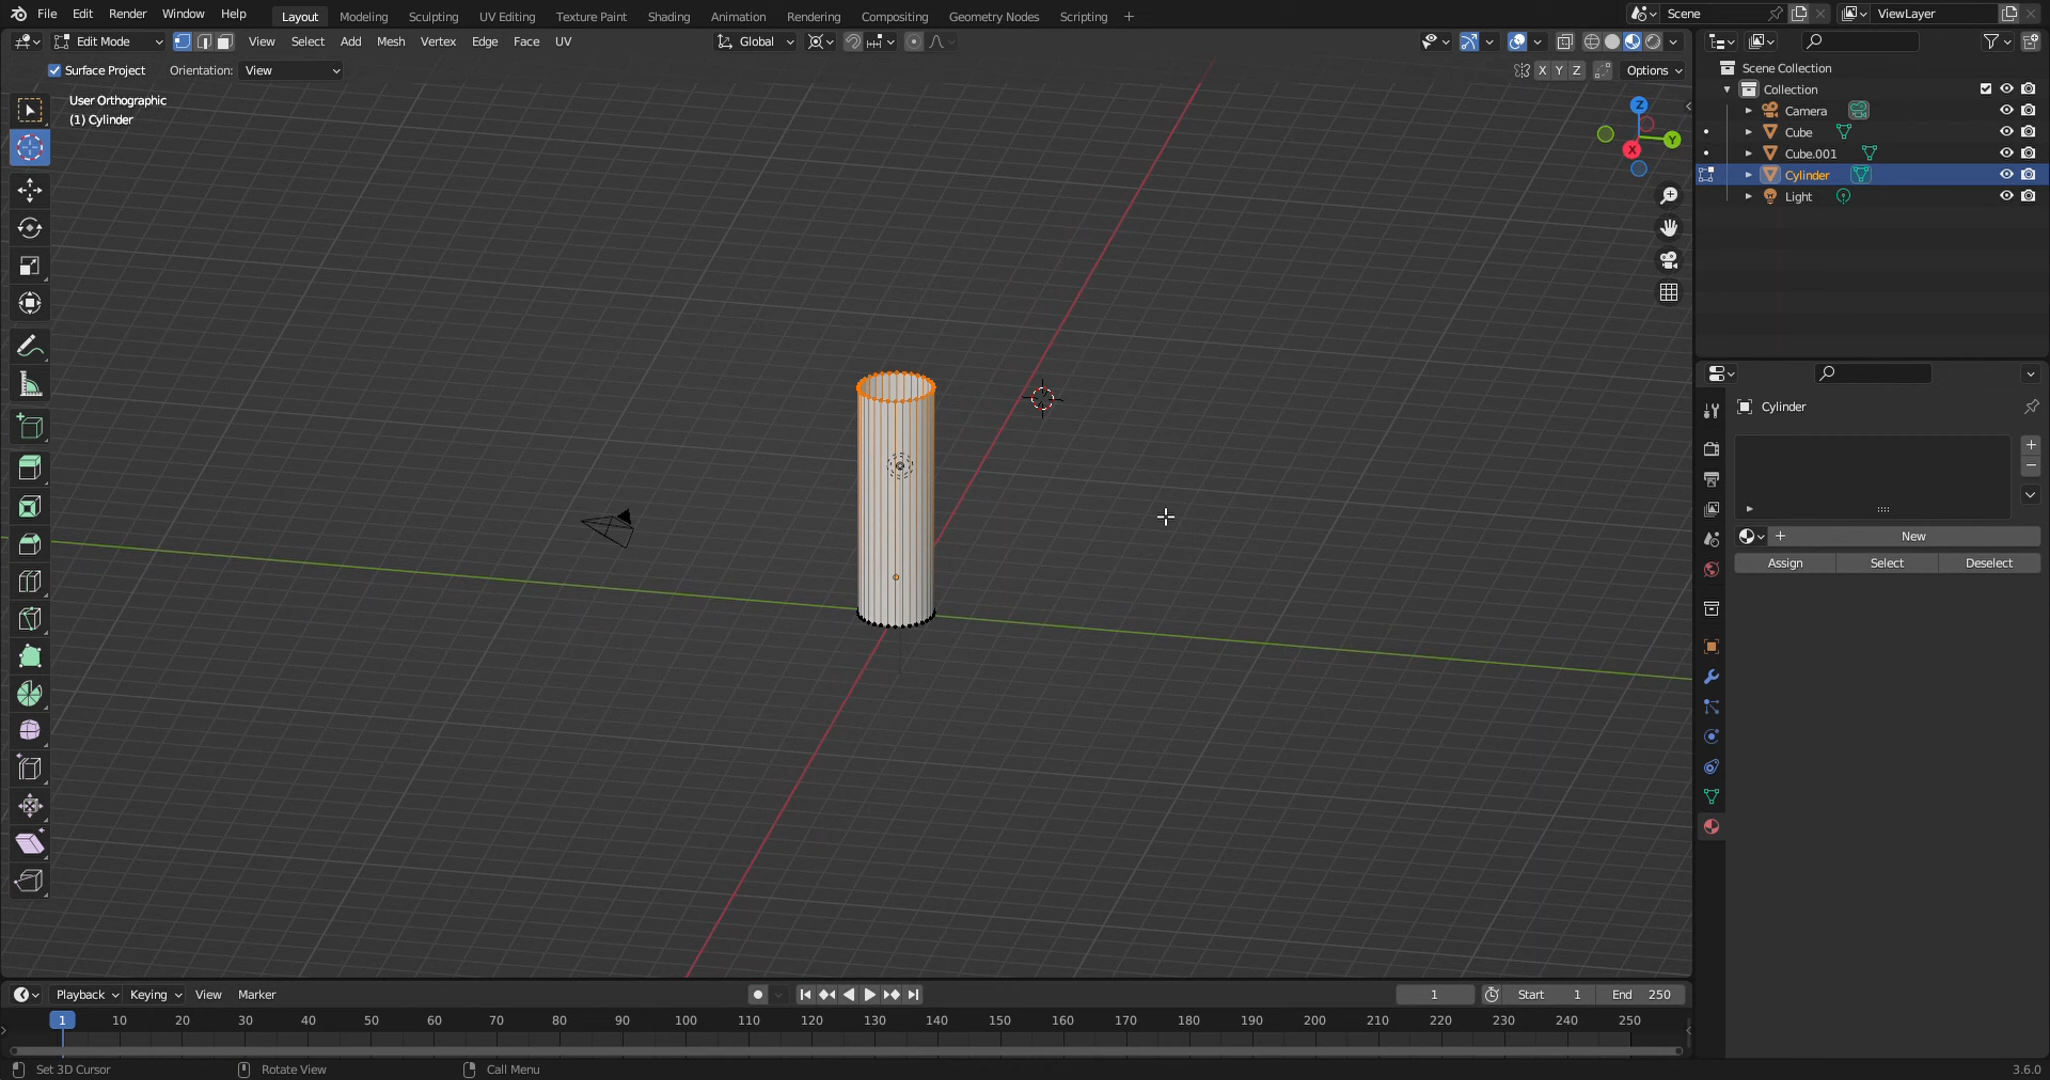 File Edit Render Window Help Layout Modeling Sculpting UV Editing Texture Paint Shading Animation Rendering Compositing Geometry Nodes Scripting + Scene ViewLayer
Edit Mode View Select Add Mesh Vertex Edge Face UV Global
Surface Project Orientation: View X Y Z Options
User Orthographic
(1) Cylinder
Z
Y
X
Scene Collection
Collection
Camera
Cube
Cube.001
Cylinder
Light
Cylinder
New
Assign Select Deselect
Playback Keying View Marker 1 Start 1 End 250
1 10 20 30 40 50 60 70 80 90 100 110 120 130 140 150 160 170 180 190 200 210 220 230 240 250
Set 3D Cursor Rotate View Call Menu 3.6.0